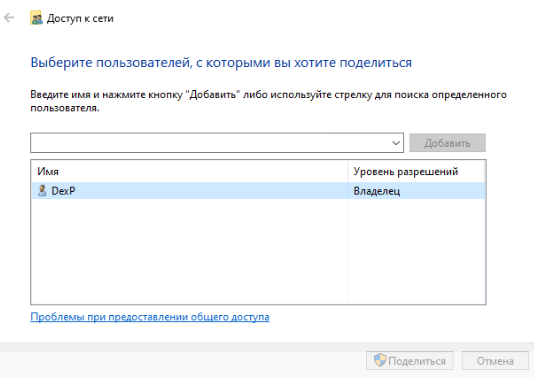 Доступ к сети
Выберите пользователей, с которыми вы хотите поделиться
Введите имя и нажмите кнопку "Добавить" либо используйте стрелку для поиска определенного
пользователя.
Добавить
Имя Уровень разрешений
DexP Владелец
Проблемы при предоставлении общего доступа
Поделиться Отмена